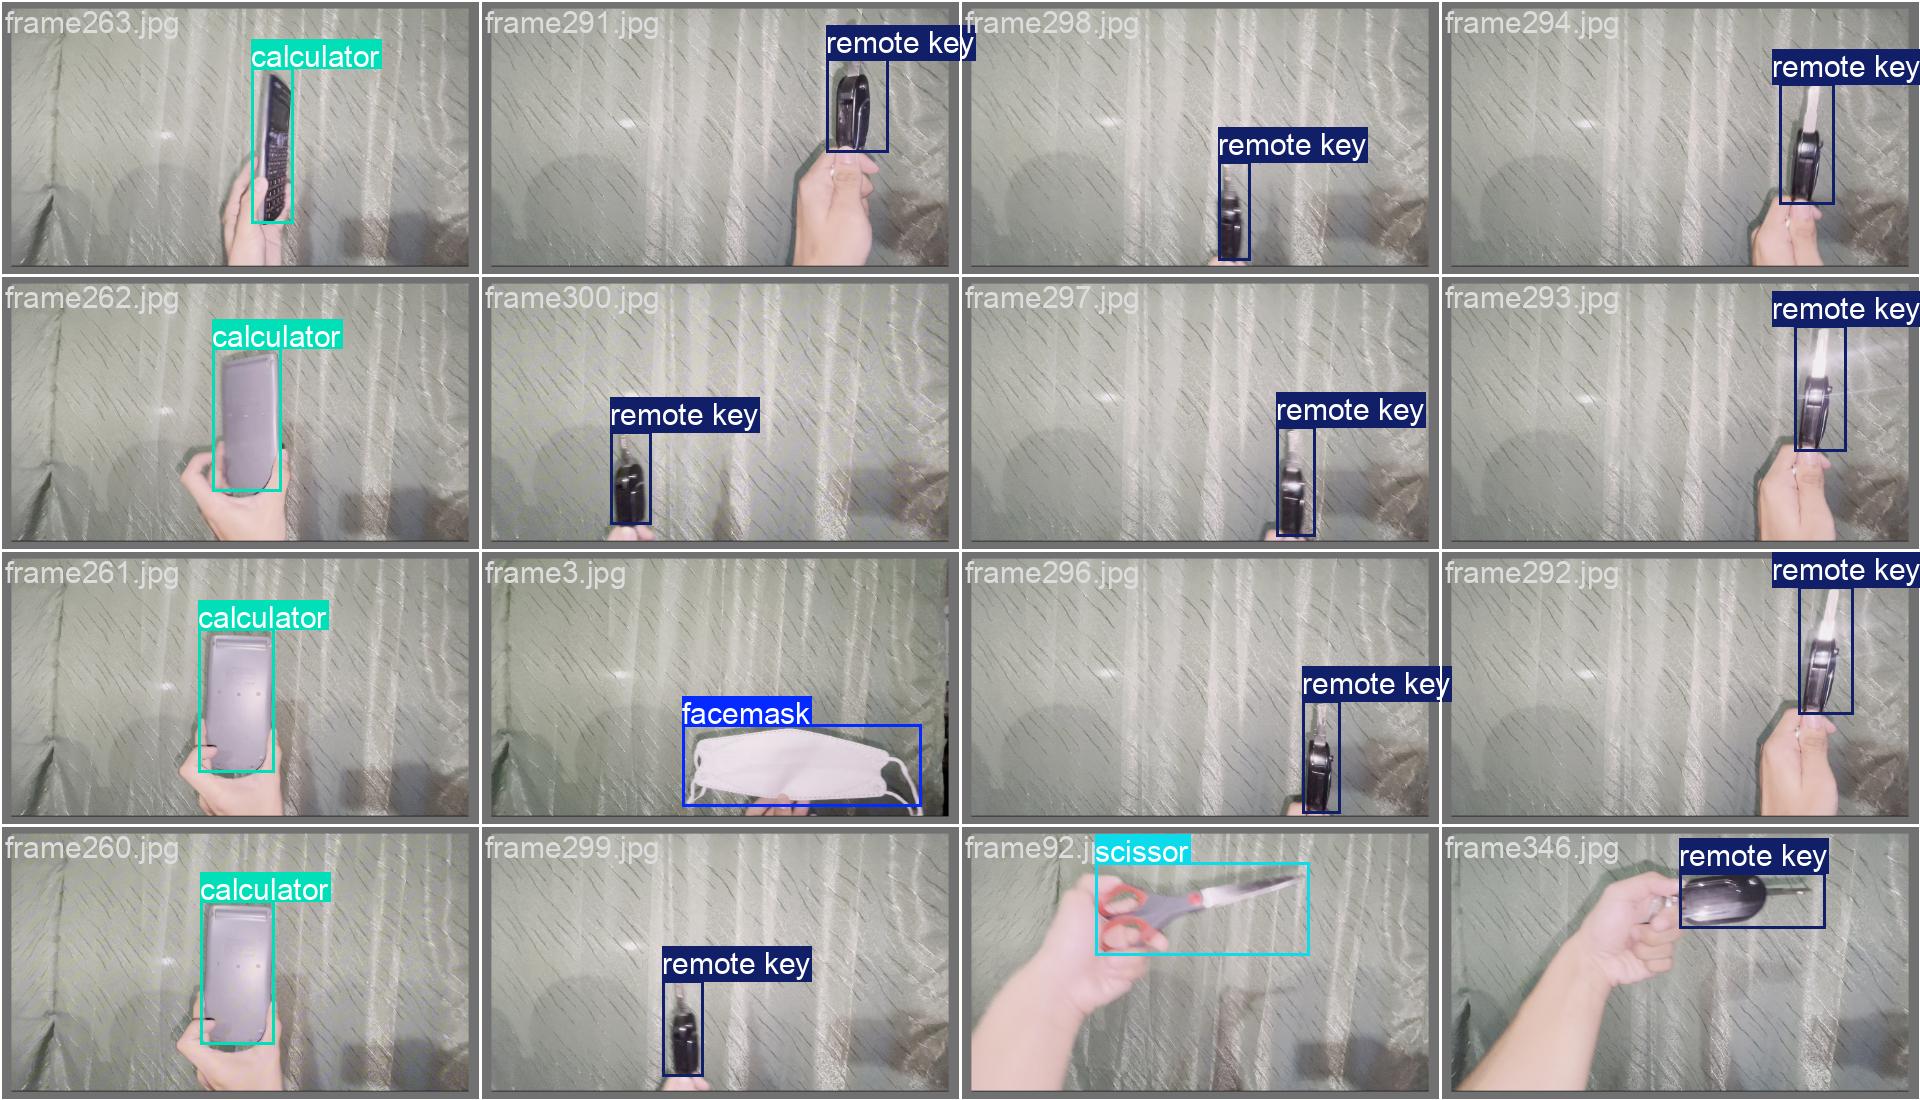 frame263.jpg
calculator
frame291.jpg
remote key
frame298.jpg
remote key
frame294.jpg
remote key
frame262.jpg
calculator
frame300.jpg
remote key
frame297.jpg
remote key
frame293.jpg
remote key
frame261.jpg
calculator
frame3.jpg
facemask
frame296.jpg
remote key
frame292.jpg
remote key
frame260.jpg
calculator
frame299.jpg
remote key
frame92.j
scissor
frame346.jpg
remote key